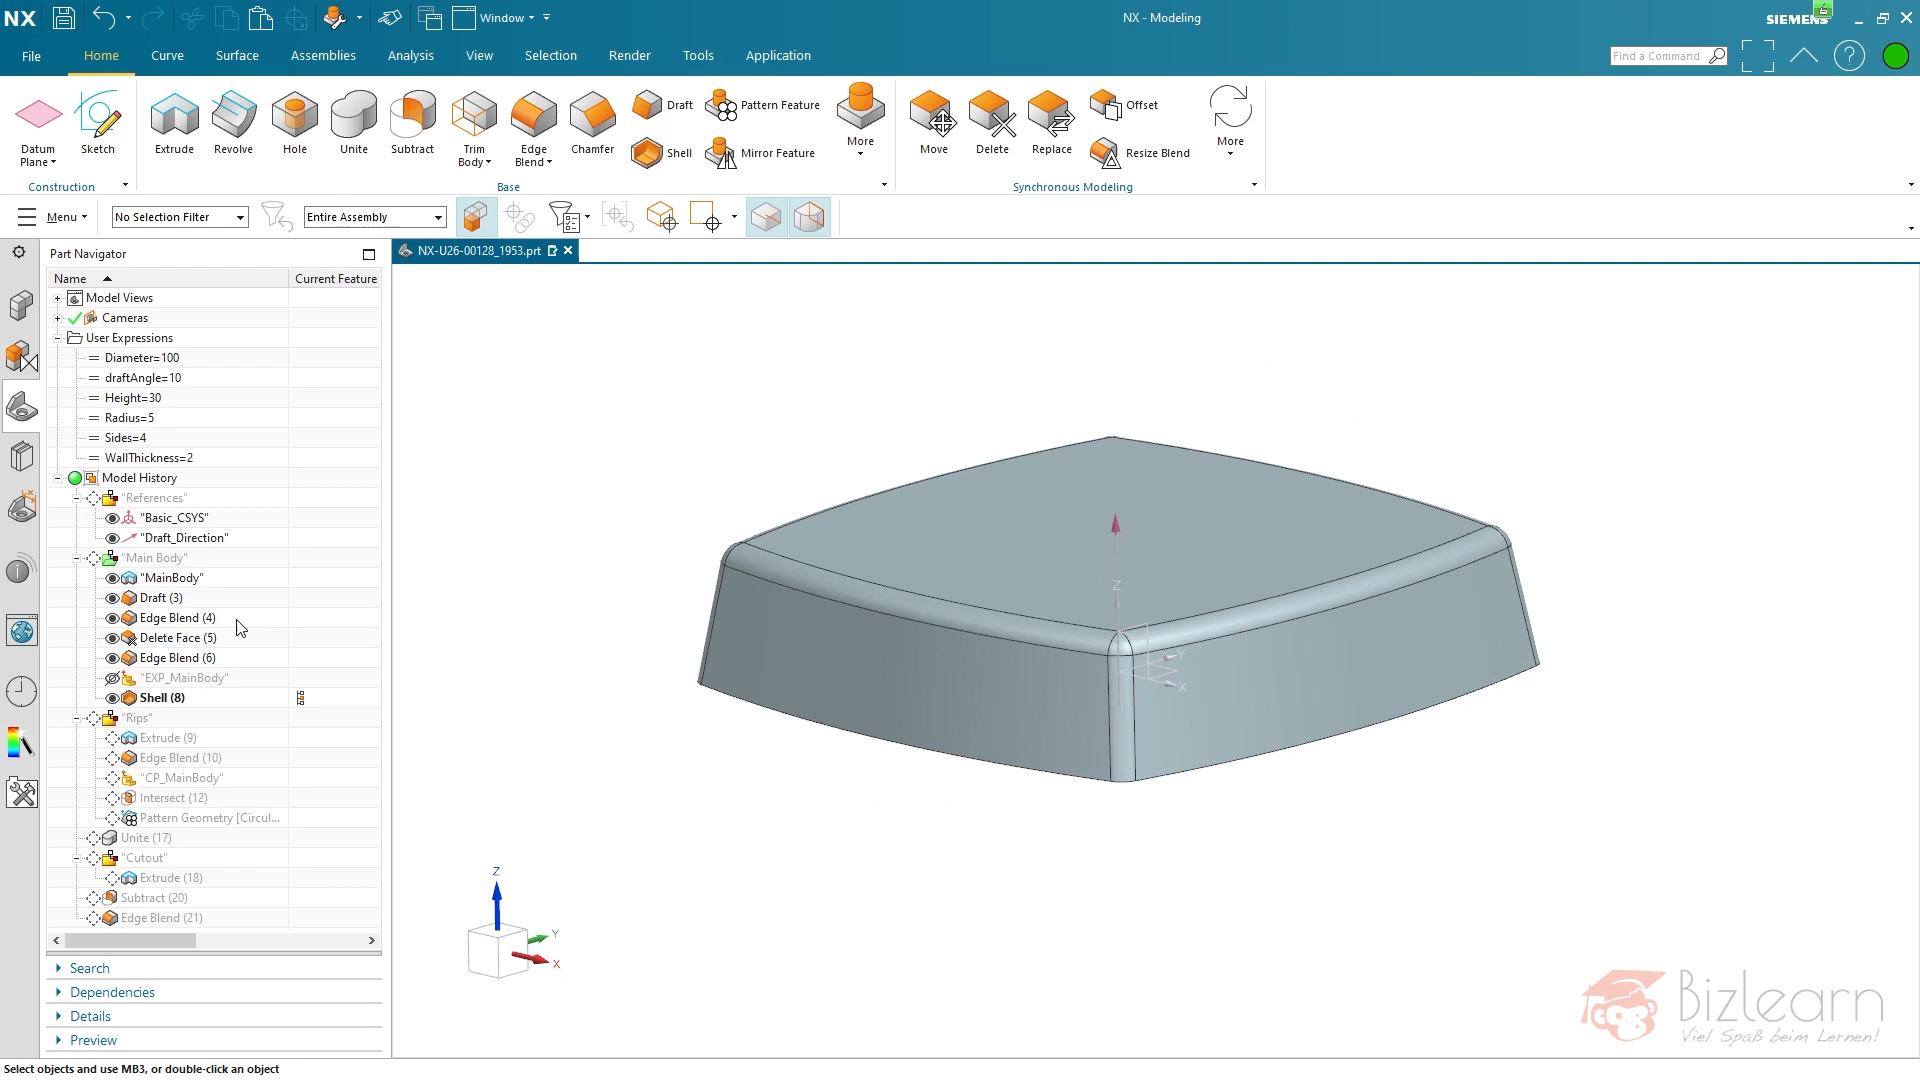 NX
Window
NX - Modeling
SIEMENS
File
Home
Curve
Surface
Assemblies
Analysis
View
Selection
Render
Tools
Application
Find a Command
Datum Plane
Sketch
Extrude
Revolve
Hole
Unite
Subtract
Trim Body
Edge Blend
Chamfer
Draft
Shell
Pattern Feature
Mirror Feature
More
Move
Delete
Replace
Offset
Resize Blend
More
Construction
Base
Synchronous Modeling
Menu
No Selection Filter
Entire Assembly
Part Navigator
NX-U26-00128_1953.prt
Name
Current Feature
Model Views
Cameras
User Expressions
Diameter=100
draftAngle=10
Height=30
Radius=5
Sides=4
WallThickness=2
Model History
"References"
"Basic_CSYS"
"Draft_Direction"
"Main Body"
"MainBody"
Draft (3)
Edge Blend (4)
Delete Face (5)
Edge Blend (6)
"EXP_MainBody"
Shell (8)
"Rips"
Extrude (9)
Edge Blend (10)
"CP_MainBody"
Intersect (12)
Pattern Geometry [Circul...
Unite (17)
"Cutout"
Extrude (18)
Subtract (20)
Edge Blend (21)
Search
Dependencies
Details
Preview
Z
Y
X
Z
Y
X
Bizlearn
Viel Spaß beim Lernen!
Select objects and use MB3, or double-click an object